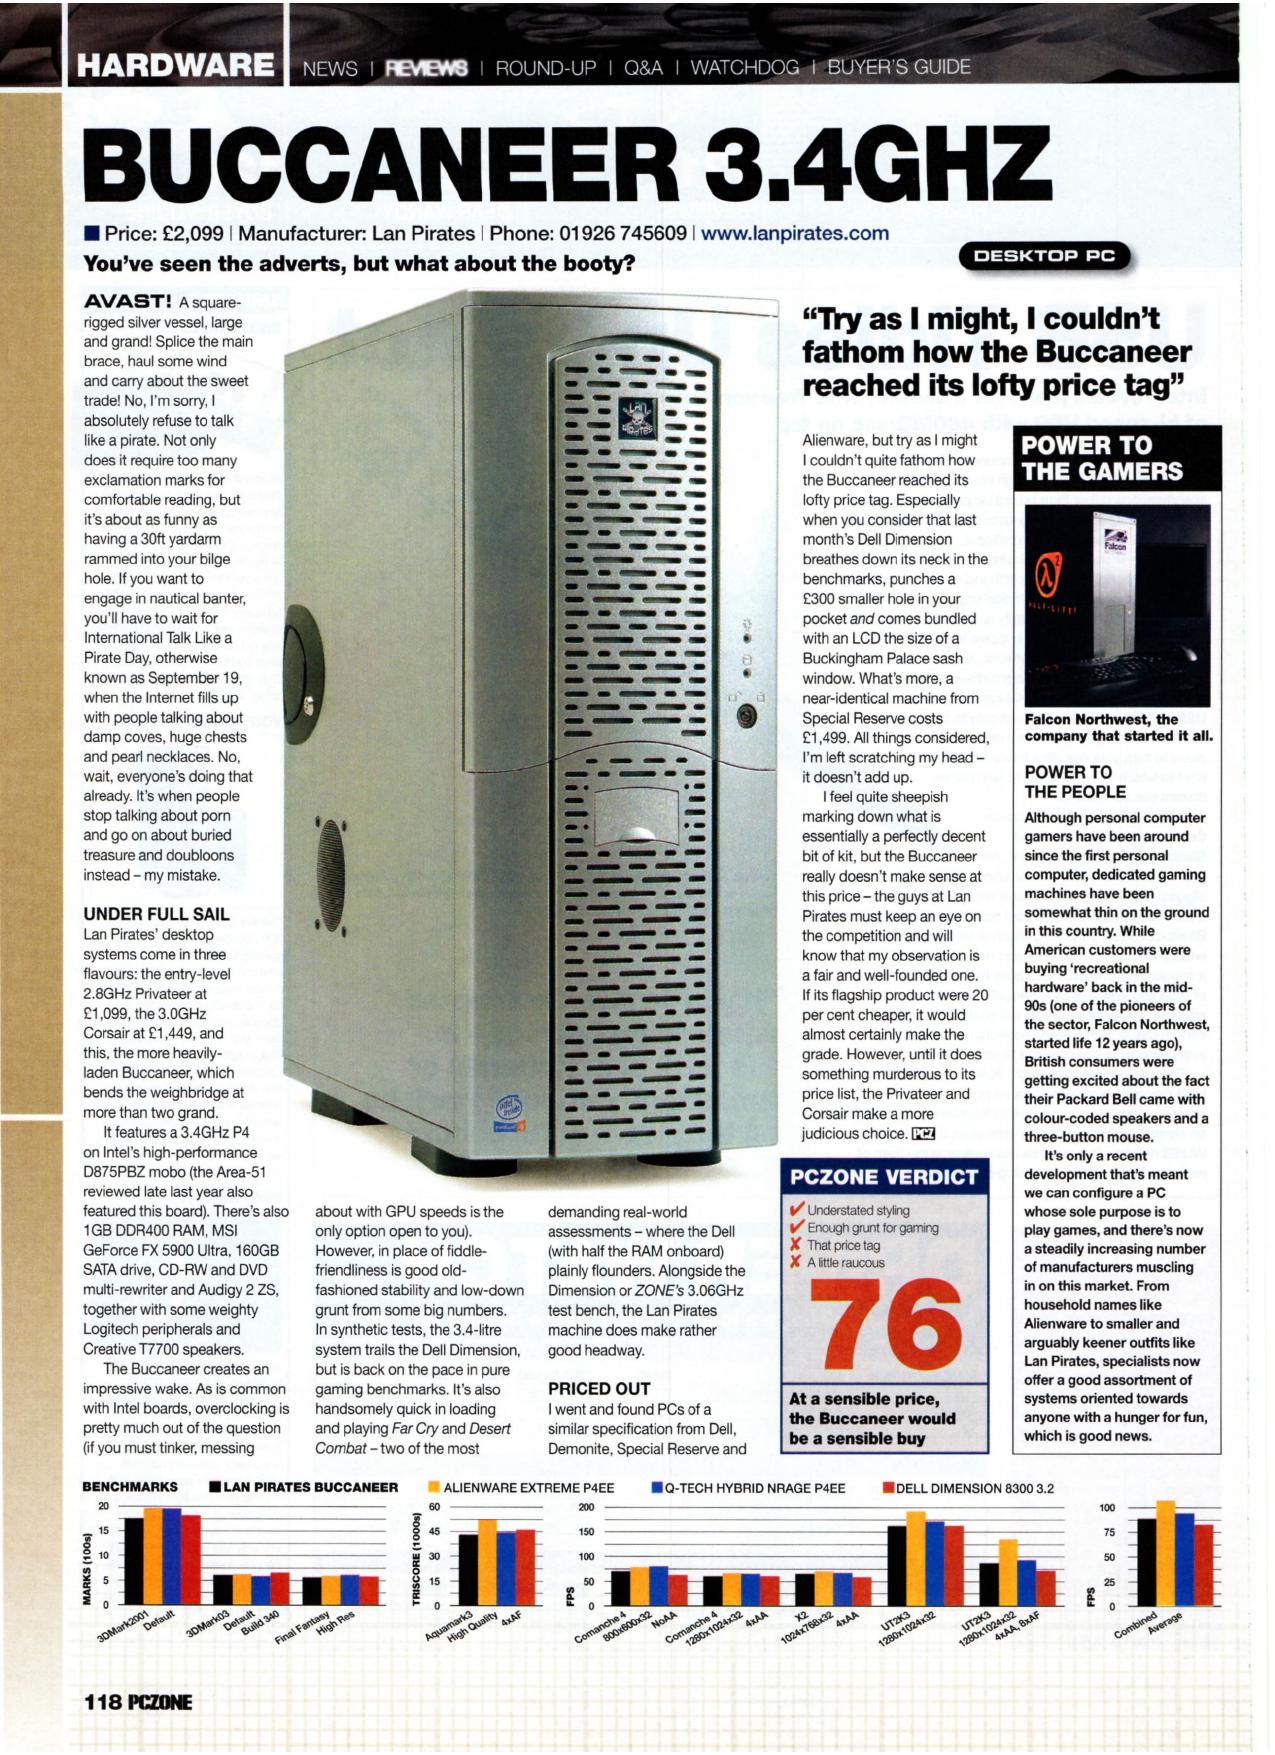 HARDWARE
NEWS | REVIEWS | ROUND-UP | Q&A | WATCHDOG | BUYER'S GUIDE
BUCCANEER 3.4GHZ
■ Price: £2,099 | Manufacturer: Lan Pirates | Phone: 01926 745609 | www.lanpirates.com
You've seen the adverts, but what about the booty?
DESKTOP PC
AVAST! A square-
rigged silver vessel, large
and grand! Splice the main
brace, haul some wind
and carry about the sweet
trade! No, I'm sorry, I
absolutely refuse to talk
like a pirate. Not only
does it require too many
exclamation marks for
comfortable reading, but
it's about as funny as
having a 30ft yardarm
rammed into your bilge
hole. If you want to
engage in nautical banter,
you'll have to wait for
International Talk Like a
Pirate Day, otherwise
known as September 19,
when the Internet fills up
with people talking about
damp coves, huge chests
and pearl necklaces. No,
wait, everyone's doing that
already. It's when people
stop talking about porn
and go on about buried
treasure and doubloons
instead – my mistake.
UNDER FULL SAIL
Lan Pirates' desktop
systems come in three
flavours: the entry-level
2.8GHz Privateer at
£1,099, the 3.0GHz
Corsair at £1,449, and
this, the more heavily-
laden Buccaneer, which
bends the weighbridge at
more than two grand.
It features a 3.4GHz P4
on Intel's high-performance
D875PBZ mobo (the Area-51
reviewed late last year also
featured this board). There's also
1GB DDR400 RAM, MSI
GeForce FX 5900 Ultra, 160GB
SATA drive, CD-RW and DVD
multi-rewriter and Audigy 2 ZS,
together with some weighty
Logitech peripherals and
Creative T7700 speakers.
The Buccaneer creates an
impressive wake. As is common
with Intel boards, overclocking is
pretty much out of the question
(if you must tinker, messing
LAN
PIRATES
intel
inside
about with GPU speeds is the
only option open to you).
However, in place of fiddle-
friendliness is good old-
fashioned stability and low-down
grunt from some big numbers.
In synthetic tests, the 3.4-litre
system trails the Dell Dimension,
but is back on the pace in pure
gaming benchmarks. It's also
handsomely quick in loading
and playing Far Cry and Desert
Combat – two of the most
demanding real-world
assessments – where the Dell
(with half the RAM onboard)
plainly flounders. Alongside the
Dimension or ZONE's 3.06GHz
test bench, the Lan Pirates
machine does make rather
good headway.
PRICED OUT
I went and found PCs of a
similar specification from Dell,
Demonite, Special Reserve and
"Try as I might, I couldn't
fathom how the Buccaneer
reached its lofty price tag"
Alienware, but try as I might
I couldn't quite fathom how
the Buccaneer reached its
lofty price tag. Especially
when you consider that last
month's Dell Dimension
breathes down its neck in the
benchmarks, punches a
£300 smaller hole in your
pocket and comes bundled
with an LCD the size of a
Buckingham Palace sash
window. What's more, a
near-identical machine from
Special Reserve costs
£1,499. All things considered,
I'm left scratching my head –
it doesn't add up.
I feel quite sheepish
marking down what is
essentially a perfectly decent
bit of kit, but the Buccaneer
really doesn't make sense at
this price – the guys at Lan
Pirates must keep an eye on
the competition and will
know that my observation is
a fair and well-founded one.
If its flagship product were 20
per cent cheaper, it would
almost certainly make the
grade. However, until it does
something murderous to its
price list, the Privateer and
Corsair make a more
judicious choice. PCZ
PCZONE VERDICT
✓ Understated styling
✓ Enough grunt for gaming
✗ That price tag
✗ A little raucous
76
At a sensible price,
the Buccaneer would
be a sensible buy
POWER TO
THE GAMERS
Falcon
λ 2
HALF-LIFE²
Falcon Northwest, the
company that started it all.
POWER TO
THE PEOPLE
Although personal computer
gamers have been around
since the first personal
computer, dedicated gaming
machines have been
somewhat thin on the ground
in this country. While
American customers were
buying 'recreational
hardware' back in the mid-
90s (one of the pioneers of
the sector, Falcon Northwest,
started life 12 years ago),
British consumers were
getting excited about the fact
their Packard Bell came with
colour-coded speakers and a
three-button mouse.
It's only a recent
development that's meant
we can configure a PC
whose sole purpose is to
play games, and there's now
a steadily increasing number
of manufacturers muscling
in on this market. From
household names like
Alienware to smaller and
arguably keener outfits like
Lan Pirates, specialists now
offer a good assortment of
systems oriented towards
anyone with a hunger for fun,
which is good news.
BENCHMARKS ■ LAN PIRATES BUCCANEER ■ ALIENWARE EXTREME P4EE ■ Q-TECH HYBRID NRAGE P4EE ■ DELL DIMENSION 8300 3.2
MARKS (100s)
20
15
10
5
0
3DMark2001
Default
3DMark03
Default
Build 340
Final Fantasy
High Res
TRISCORE (1000s)
60
45
30
15
0
Aquamark3
High Quality
4xAF
FPS
200
150
100
50
0
Comanche 4
800x600x32
NoAA
Comanche 4
1280x1024x32
4xAA
X2
1024x768x32
4xAA
UT2K3
1280x1024x32
UT2K3
1280x1024x32
4xAA, 8xAF
FPS
100
75
50
25
0
Combined
Average
118 PCZONE